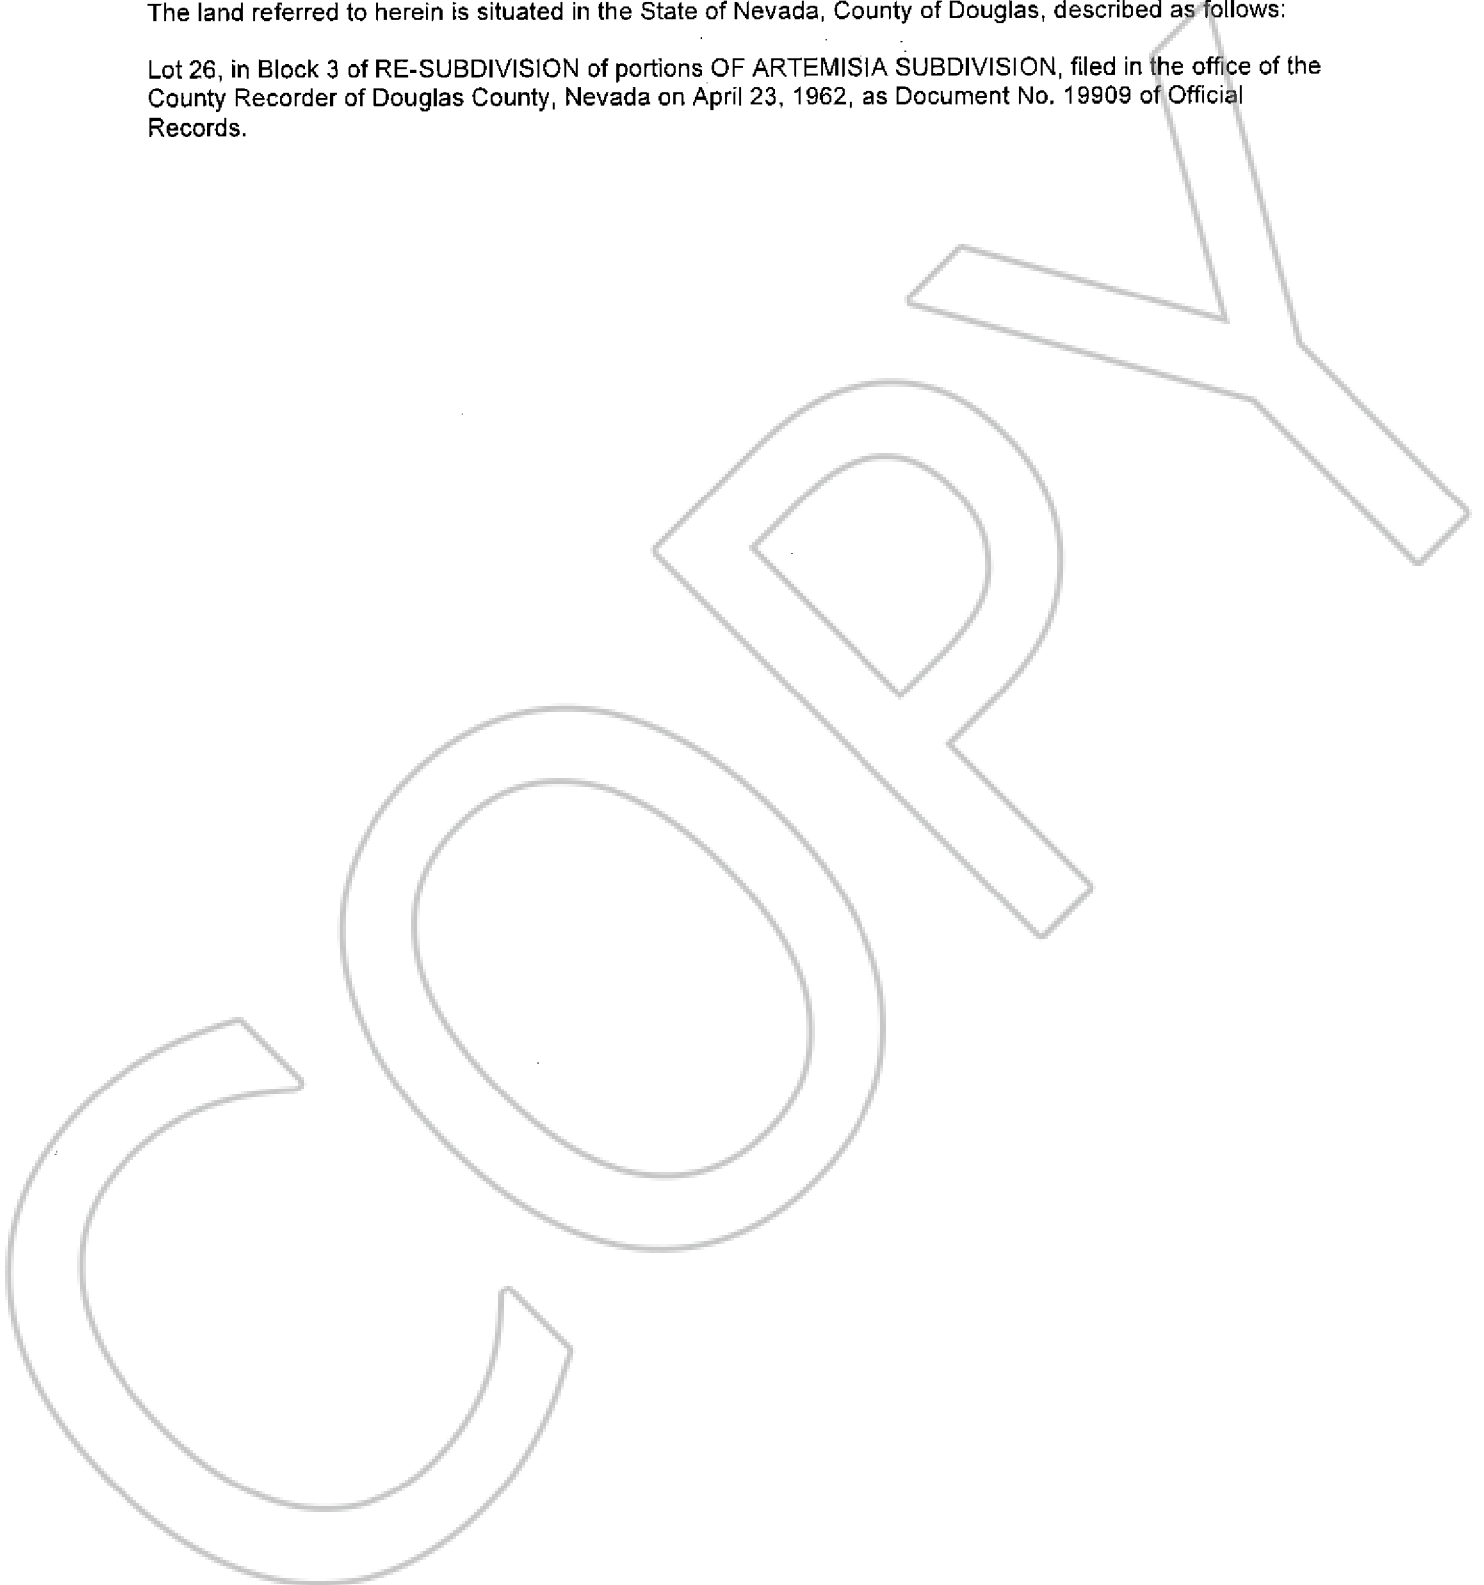 The land referred to herein is situated in the State of Nevada, County of Douglas, described as follows:
Lot 26, in Block 3 of RE-SUBDIVISION of portions OF ARTEMISIA SUBDIVISION, filed in the office of the
County Recorder of Douglas County, Nevada on April 23, 1962, as Document No. 19909 of Official
Records.
COPY